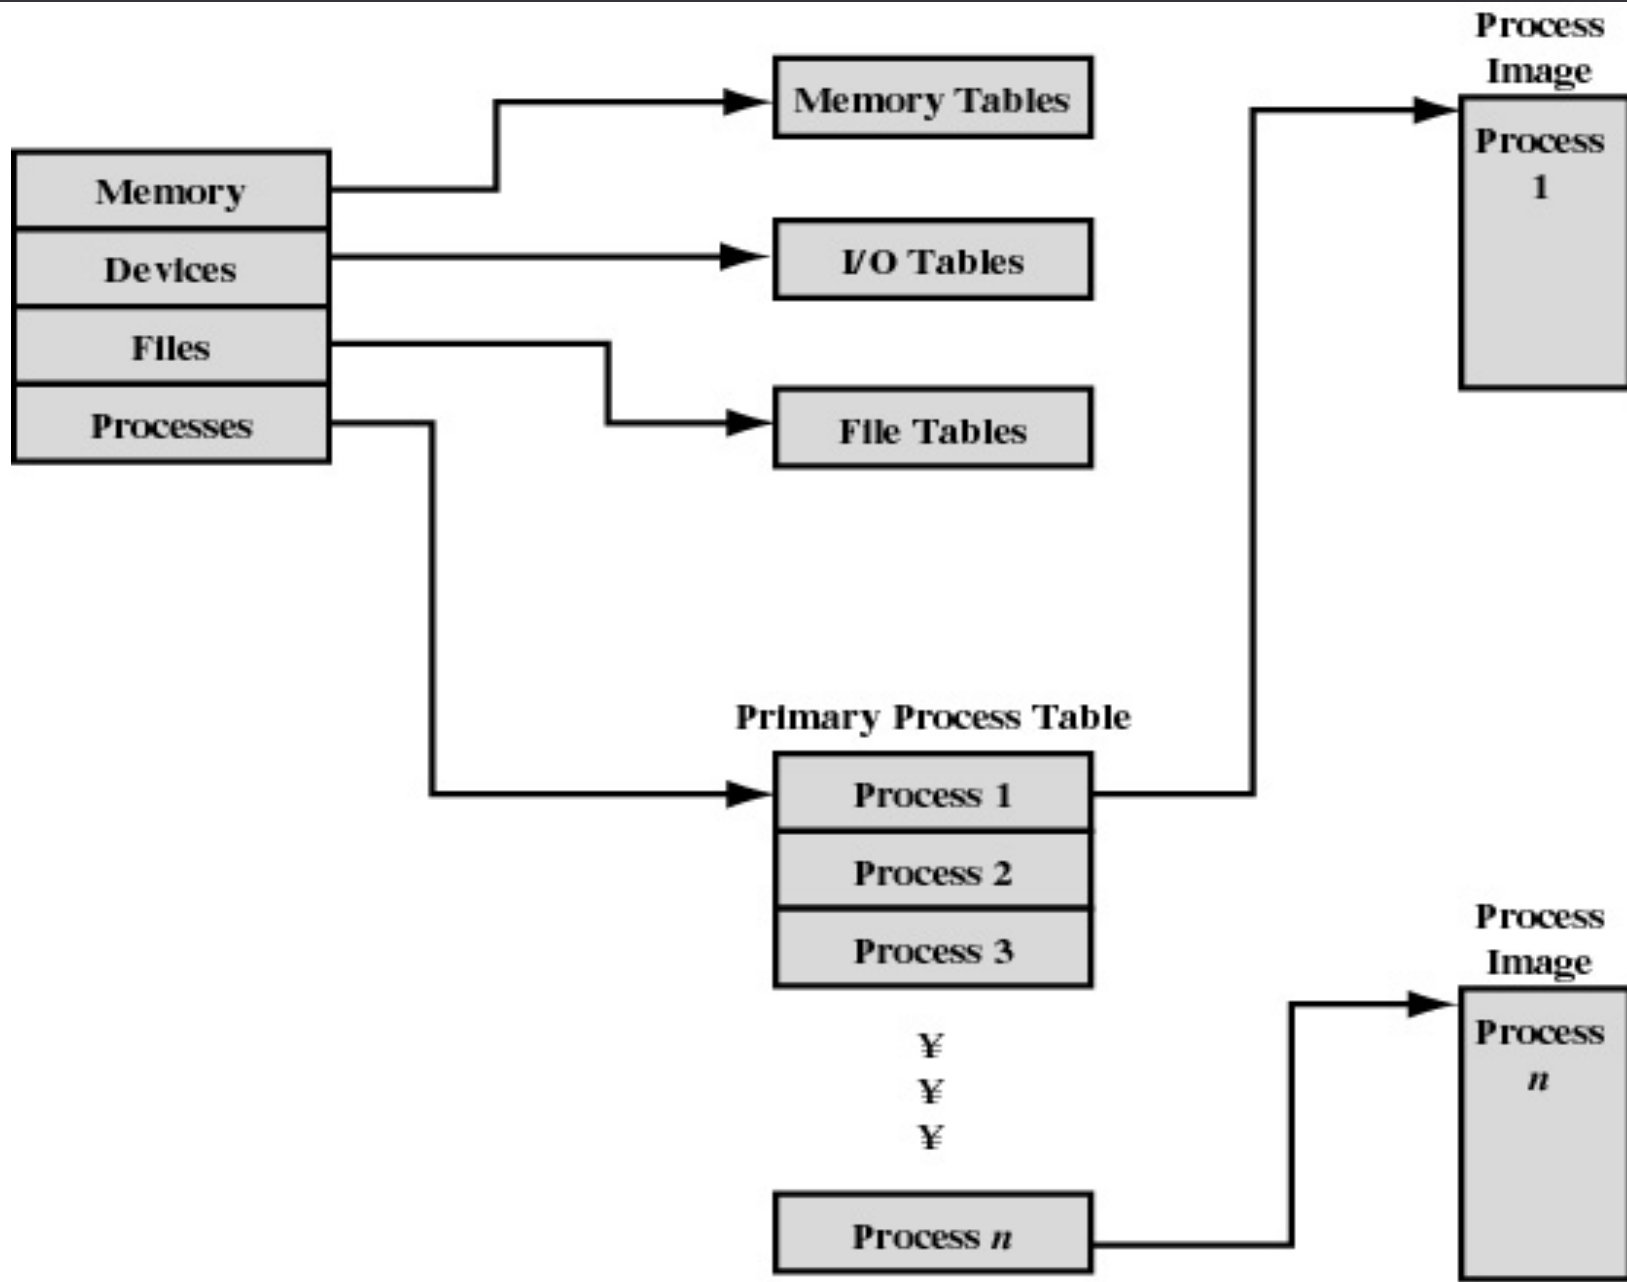 Memory
Devices
Files
Processes
Memory Tables
I/O Tables
File Tables
Primary Process Table
Process 1
Process 2
Process 3
¥
¥
¥
Process n
Process
Image
Process
1
Process
Image
Process
n